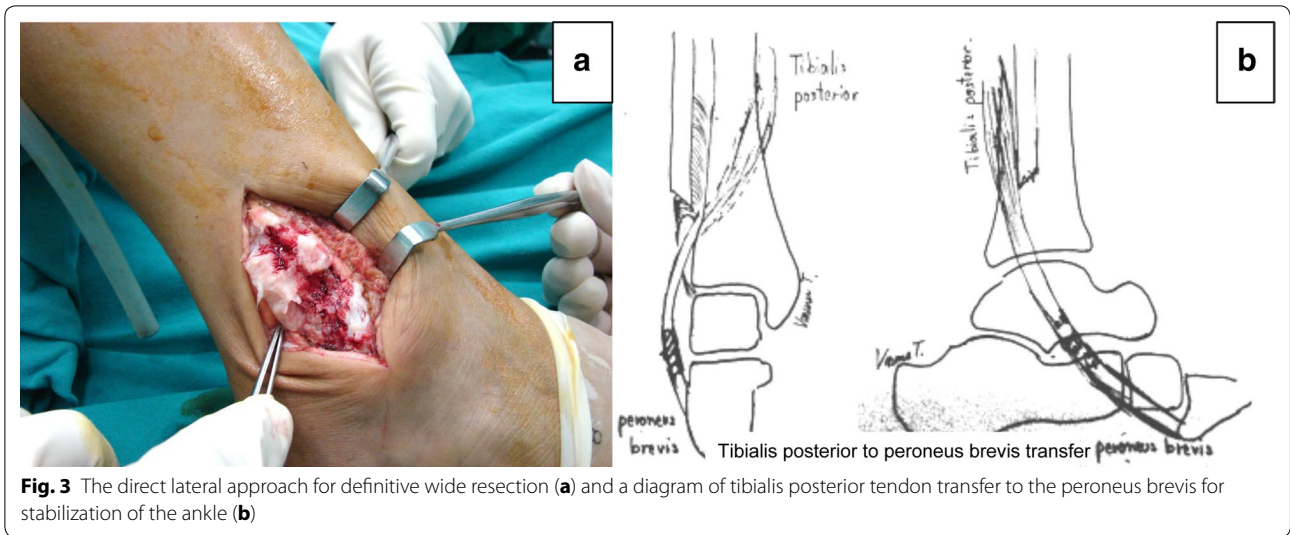 a
b
Tibialis
posterior
Tibialis posterior.
peroneus
brevis
Tibialis posterior to peroneus brevis transfer
peroneus brevis
Fig. 3 The direct lateral approach for definitive wide resection (a) and a diagram of tibialis posterior tendon transfer to the peroneus brevis for
stabilization of the ankle (b)